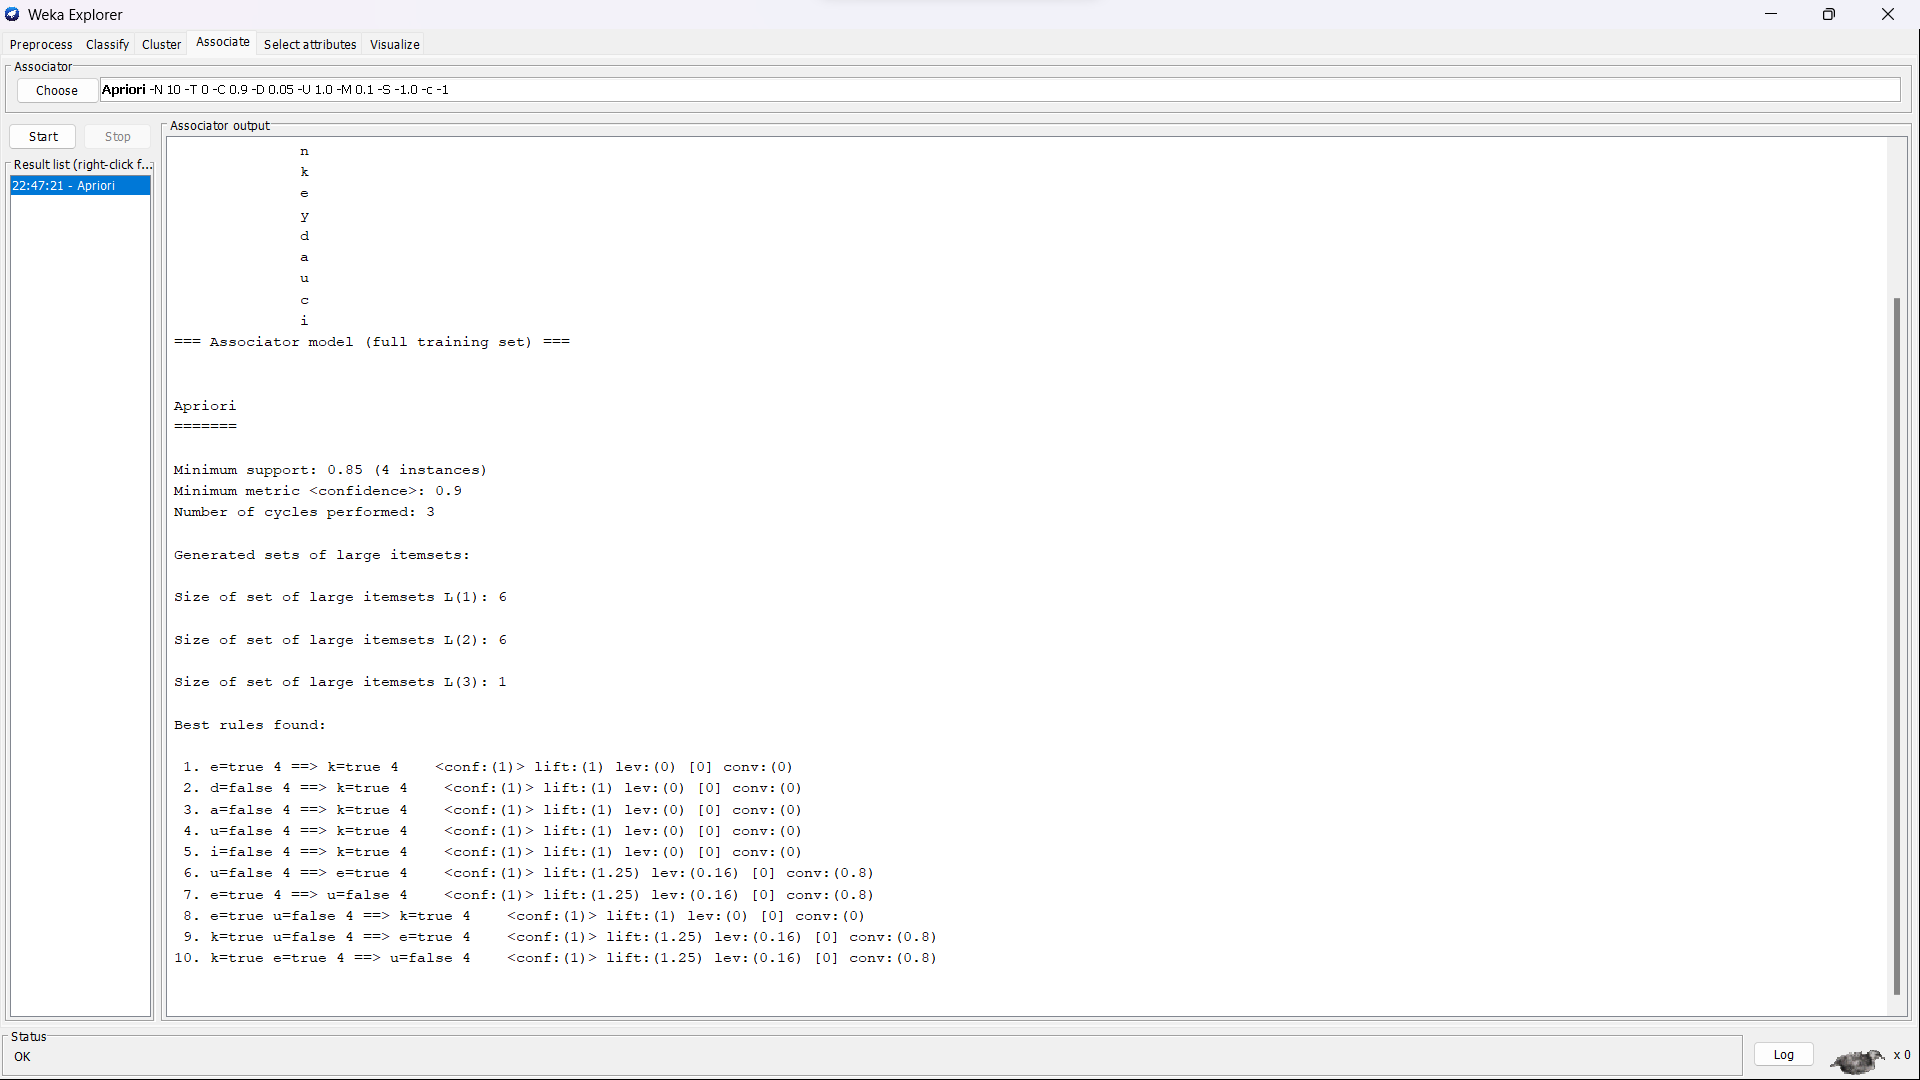 Weka Explorer
Preprocess Classify Cluster Associate Select attributes Visualize
Associator
Choose Apriori -N 10 -T 0 -C 0.9 -D 0.05 -U 1.0 -M 0.1 -S -1.0 -c -1
Start Stop
Result list (right-click f...
22:47:21 - Apriori
Associator output
n
k
e
y
d
a
u
c
i
=== Associator model (full training set) ===
Apriori
=======
Minimum support: 0.85 (4 instances)
Minimum metric <confidence>: 0.9
Number of cycles performed: 3
Generated sets of large itemsets:
Size of set of large itemsets L(1): 6
Size of set of large itemsets L(2): 6
Size of set of large itemsets L(3): 1
Best rules found:
1. e=true 4 ==> k=true 4 <conf:(1)> lift:(1) lev:(0) [0] conv:(0)
2. d=false 4 ==> k=true 4 <conf:(1)> lift:(1) lev:(0) [0] conv:(0)
3. a=false 4 ==> k=true 4 <conf:(1)> lift:(1) lev:(0) [0] conv:(0)
4. u=false 4 ==> k=true 4 <conf:(1)> lift:(1) lev:(0) [0] conv:(0)
5. i=false 4 ==> k=true 4 <conf:(1)> lift:(1) lev:(0) [0] conv:(0)
6. u=false 4 ==> e=true 4 <conf:(1)> lift:(1.25) lev:(0.16) [0] conv:(0.8)
7. e=true 4 ==> u=false 4 <conf:(1)> lift:(1.25) lev:(0.16) [0] conv:(0.8)
8. e=true u=false 4 ==> k=true 4 <conf:(1)> lift:(1) lev:(0) [0] conv:(0)
9. k=true u=false 4 ==> e=true 4 <conf:(1)> lift:(1.25) lev:(0.16) [0] conv:(0.8)
10. k=true e=true 4 ==> u=false 4 <conf:(1)> lift:(1.25) lev:(0.16) [0] conv:(0.8)
Status
OK
Log
x 0